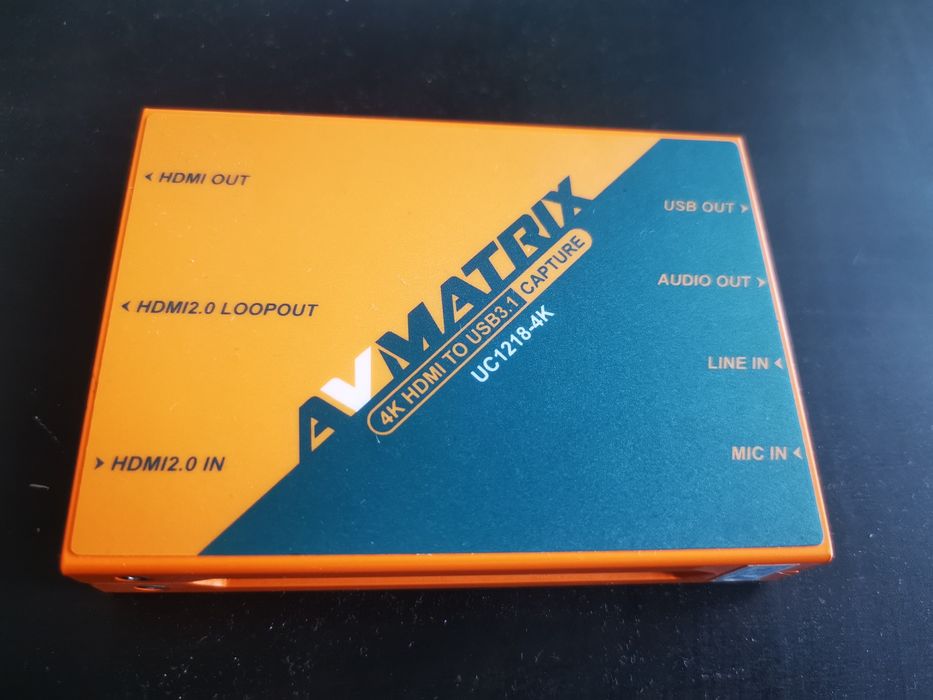 ◄ HDMI OUT
◄ HDMI2.0 LOOPOUT
► HDMI2.0 IN
AVMATRIX
4K HDMI TO USB3.1 CAPTURE
UC1218-4K
USB OUT ►
AUDIO OUT ►
LINE IN ◄
MIC IN ◄